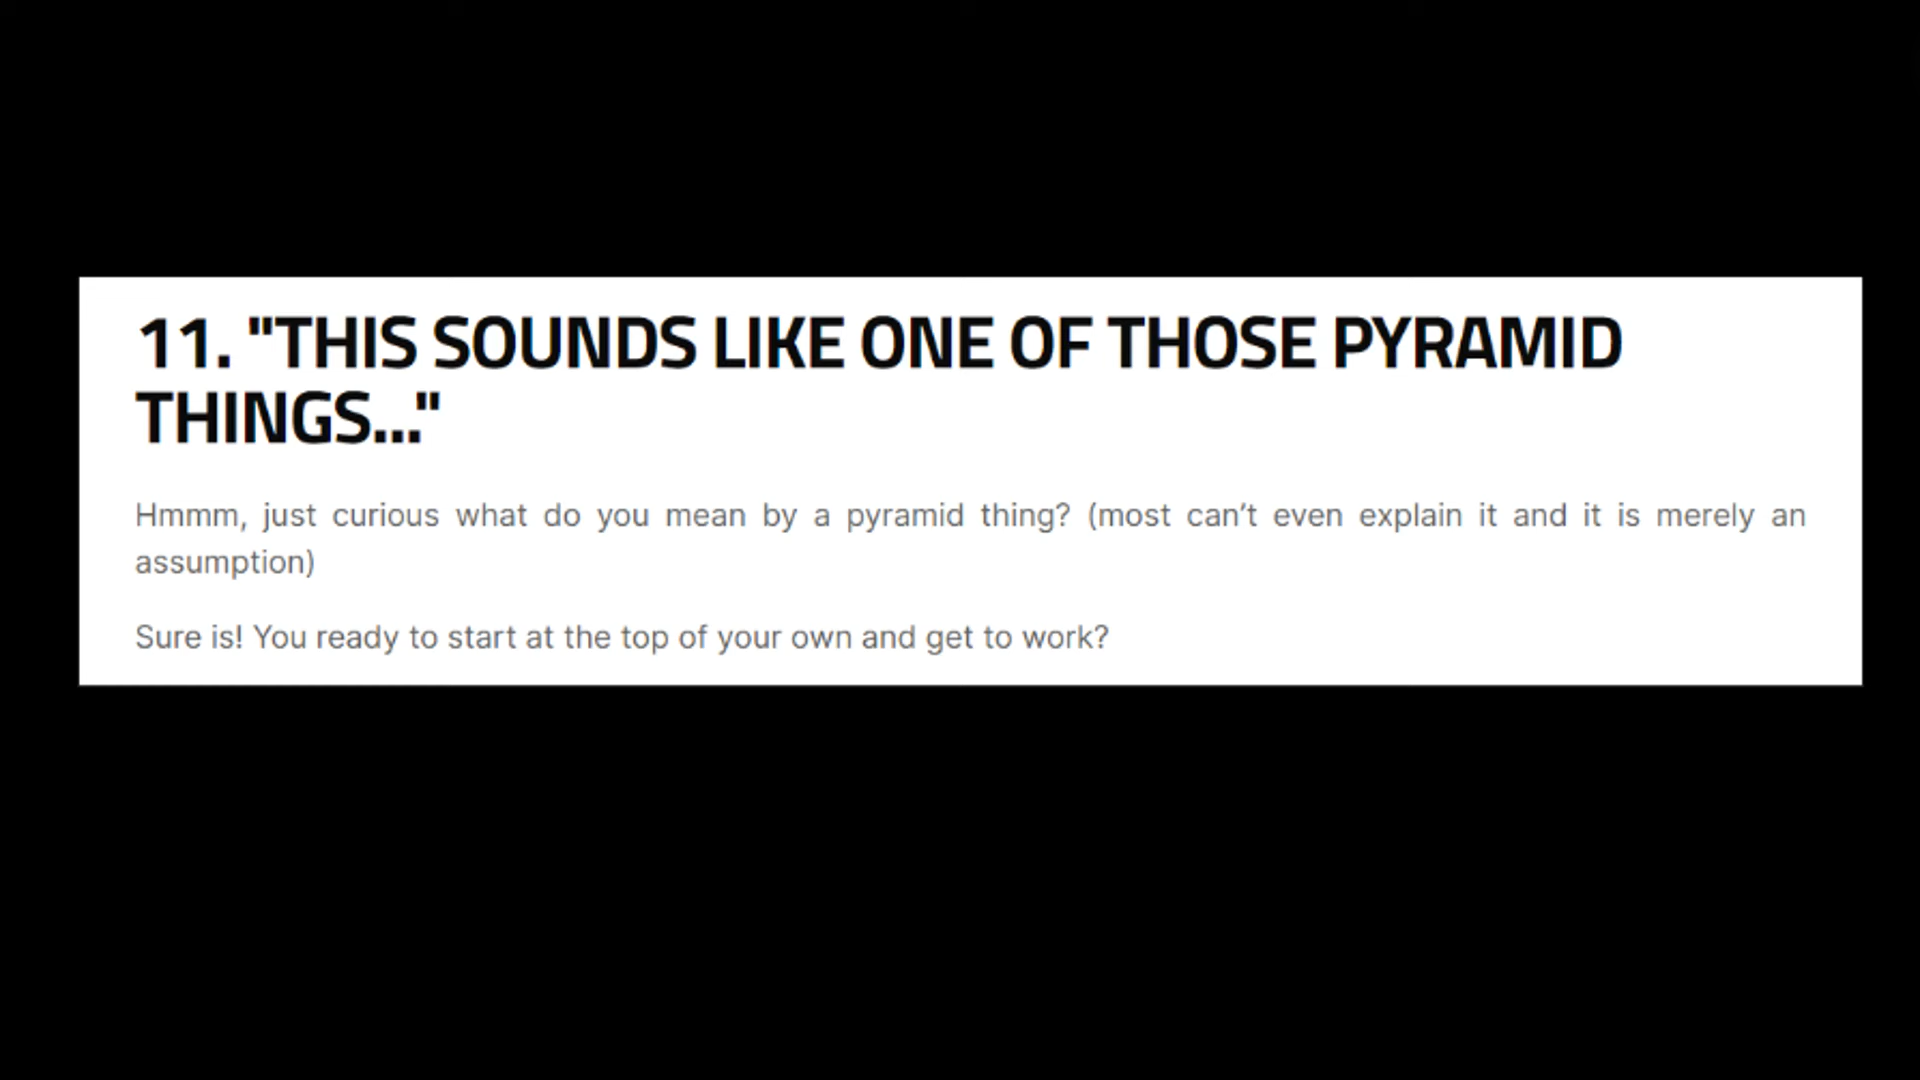 11. "THIS SOUNDS LIKE ONE OF THOSE PYRAMID
THINGS..."
Hmmm, just curious what do you mean by a pyramid thing? (most can’t even explain it and it is merely an
assumption)
Sure is! You ready to start at the top of your own and get to work?